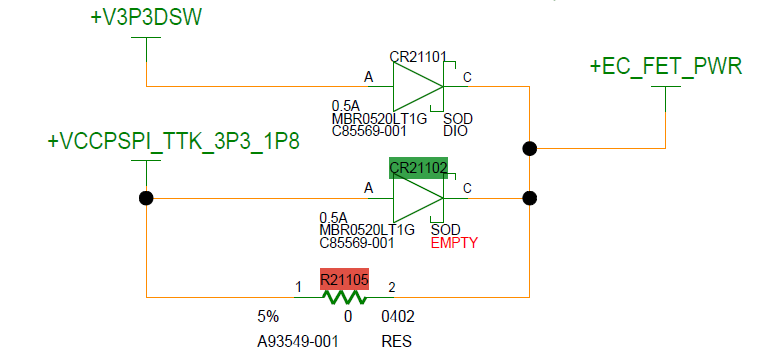 +V3P3DSW
CR21101
+EC_FET_PWR
A
C
0.5A
MBR0520LT1G
SOD
C85569-001
DIO
+VCCPSPI_TTK_3P3_1P8
CR21102
A
C
0.5A
MBR0520LT1G
SOD
C85569-001
EMPTY
R21105
1
2
5%
0
0402
A93549-001
RES